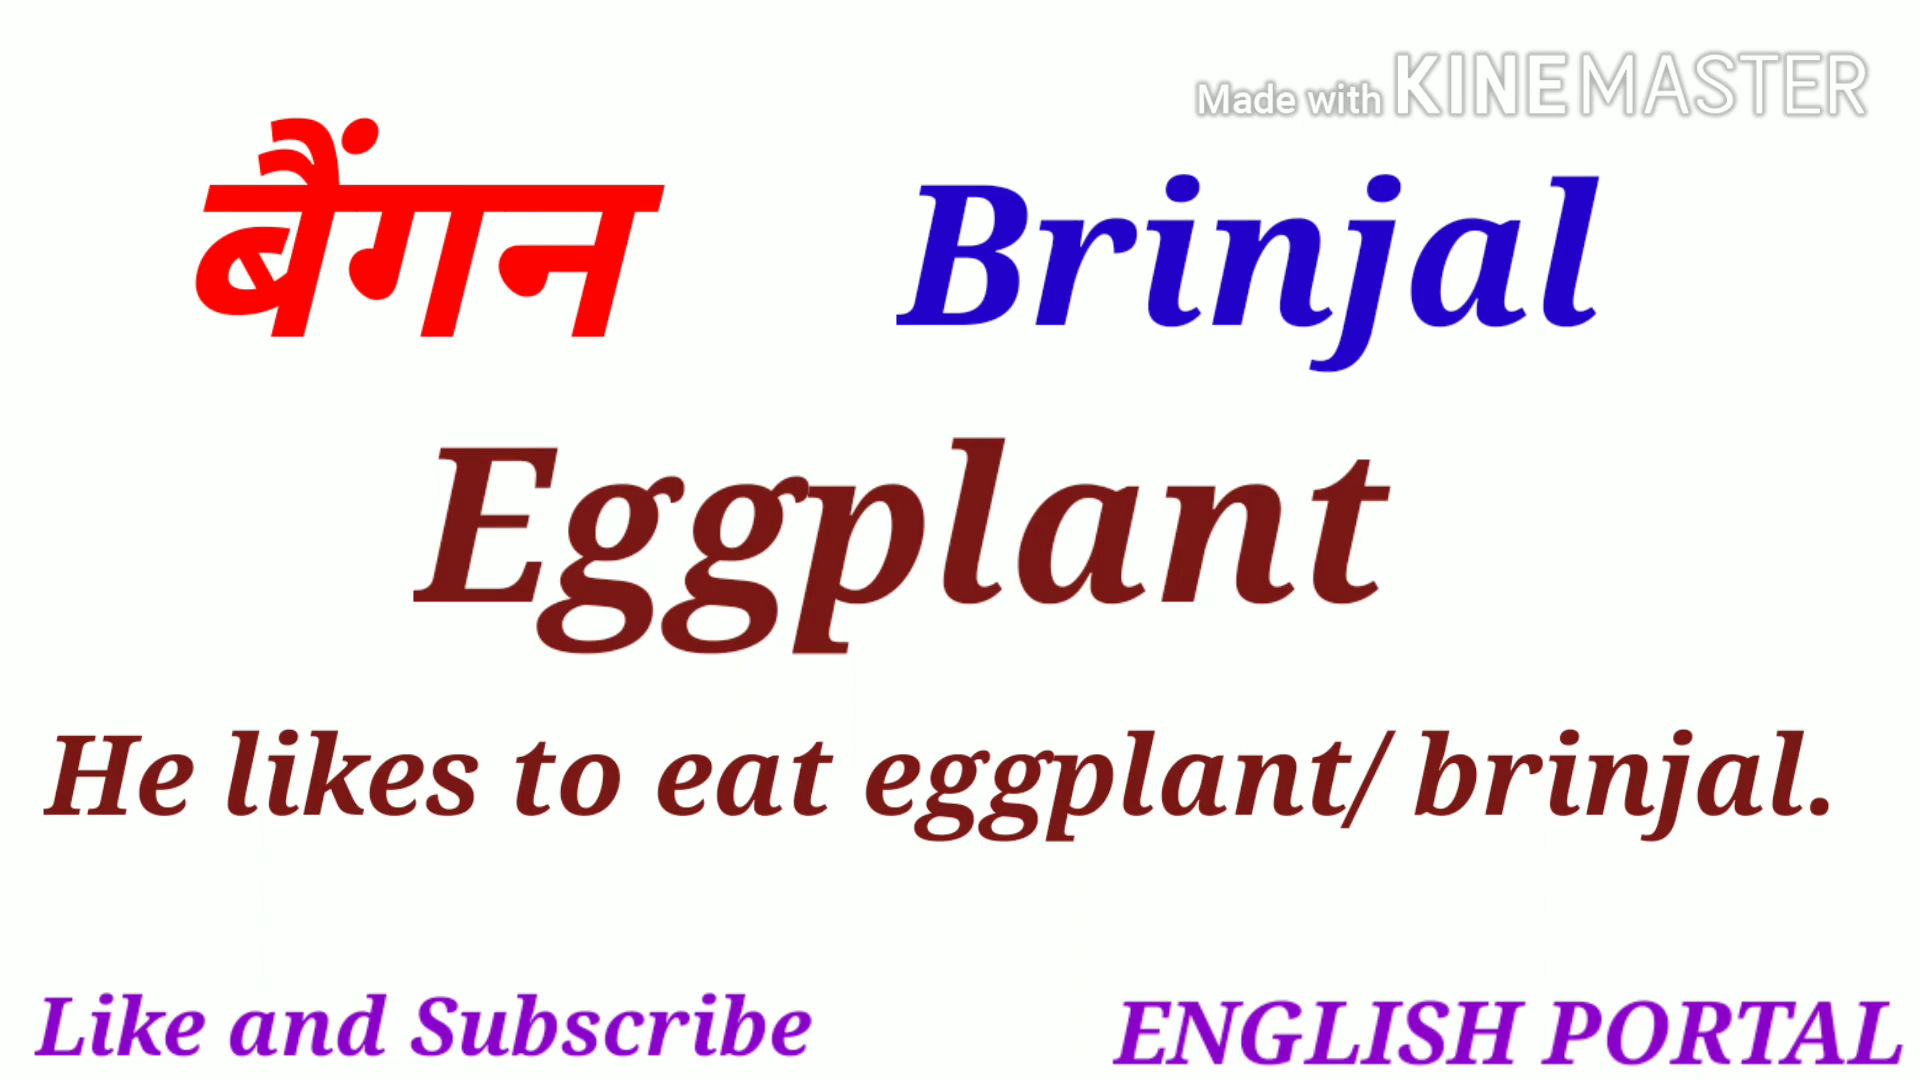 Made with KINEMASTER
बैंगन Brinjal
Eggplant
He likes to eat eggplant/ brinjal.
Like and Subscribe ENGLISH PORTAL